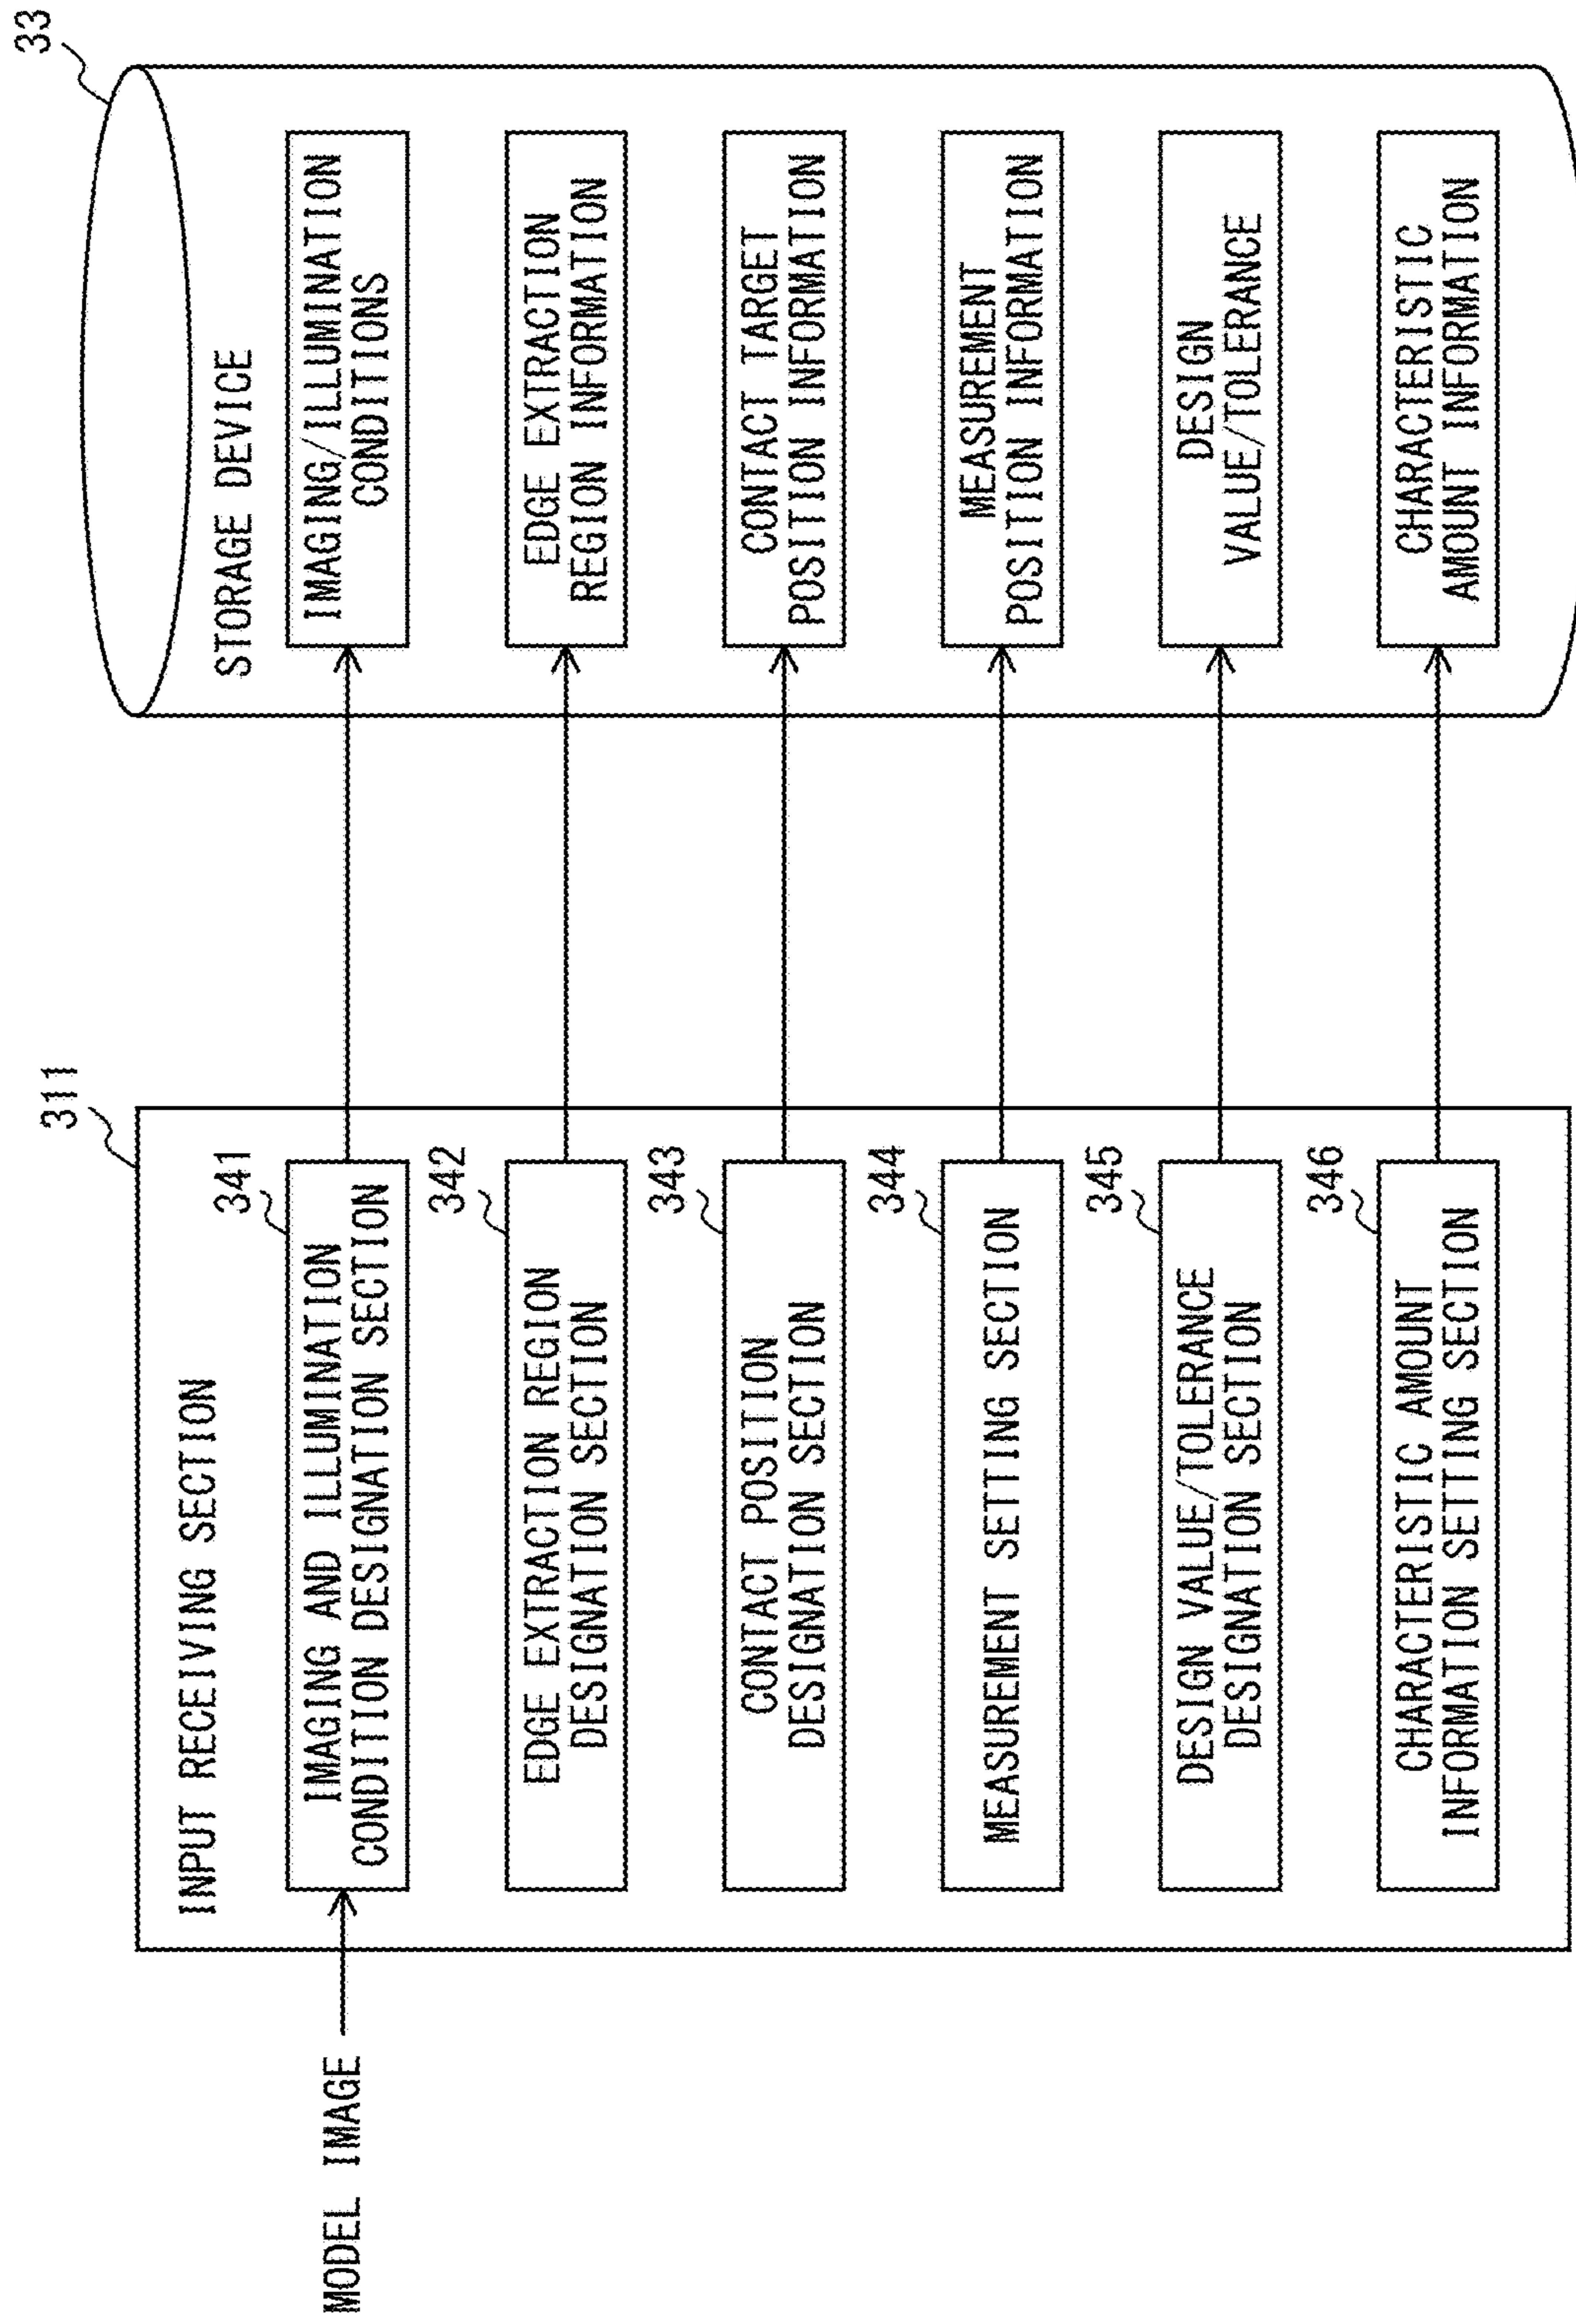 33
311
STORAGE DEVICE
INPUT RECEIVING SECTION
MODEL IMAGE
341
IMAGING AND ILLUMINATION
CONDITION DESIGNATION SECTION
IMAGING/ILLUMINATION
CONDITIONS
342
EDGE EXTRACTION REGION
DESIGNATION SECTION
EDGE EXTRACTION
REGION INFORMATION
343
CONTACT POSITION
DESIGNATION SECTION
CONTACT TARGET
POSITION INFORMATION
344
MEASUREMENT SETTING SECTION
MEASUREMENT
POSITION INFORMATION
345
DESIGN VALUE/TOLERANCE
DESIGNATION SECTION
DESIGN
VALUE/TOLERANCE
346
CHARACTERISTIC AMOUNT
INFORMATION SETTING SECTION
CHARACTERISTIC
AMOUNT INFORMATION